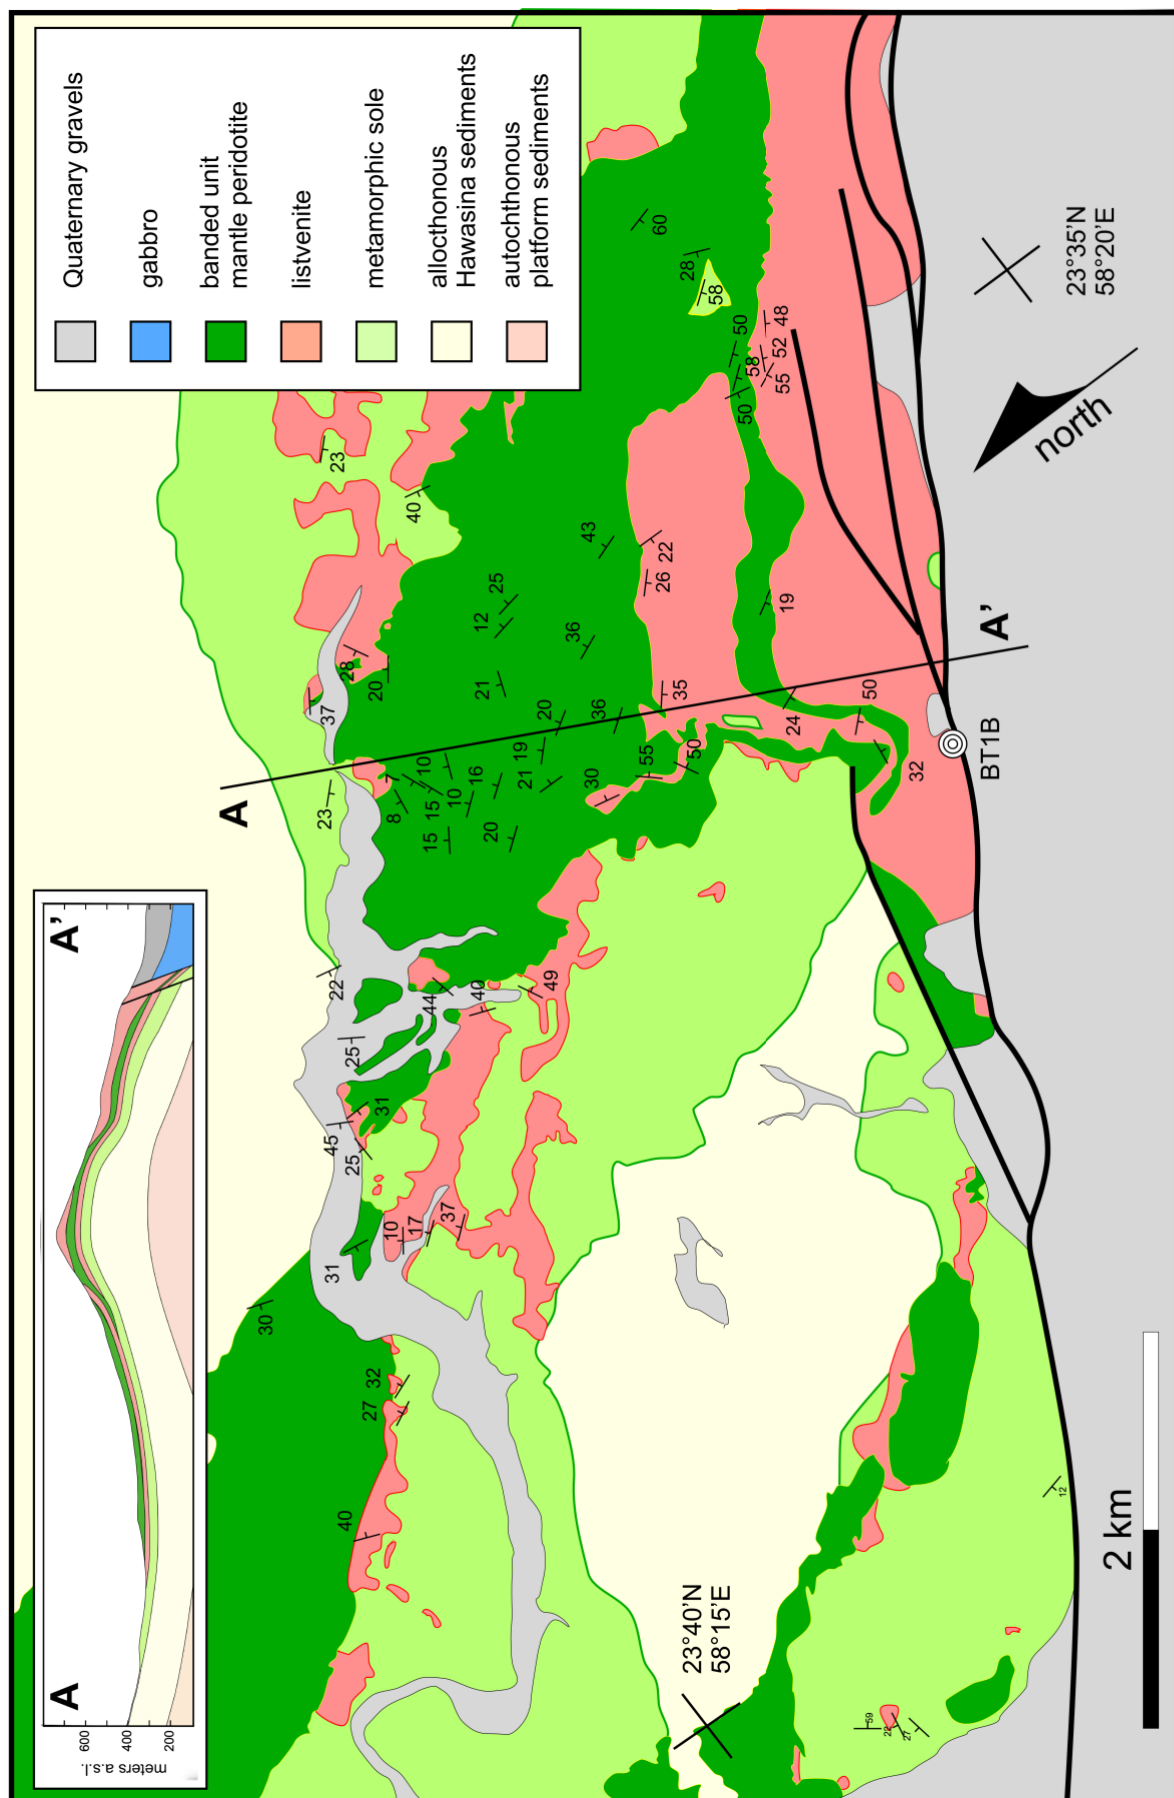 Quaternary gravels
gabbro
banded unit
mantle peridotite
listvenite
metamorphic sole
allocthonous
Hawasina sediments
autochthonous
platform sediments
A
A'
600
400
200
meters a.s.l.
A
A'
BT1B
north
23°35'N
58°20'E
23°40'N
58°15'E
2 km
60
28
58
50
58
50
48
52
55
23
40
43
22
26
25
12
36
21
19
28
20
37
35
20
36
24
50
32
50
55
30
19
21
16
10
7
15
10
8
15
20
23
22
44
40
49
25
31
45
25
10
17
37
31
30
32
27
40
12
59
22
27